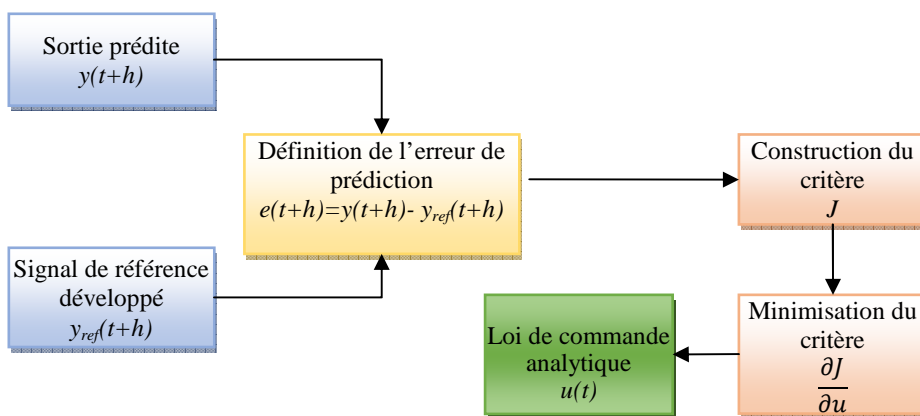 Sortie prédite
y(t+h)
Définition de l’erreur de
prédiction
e(t+h)=y(t+h)- yref(t+h)
Construction du
critère
J
Signal de référence
développé
yref(t+h)
Loi de commande
analytique
u(t)
Minimisation du
critère
∂J
∂u